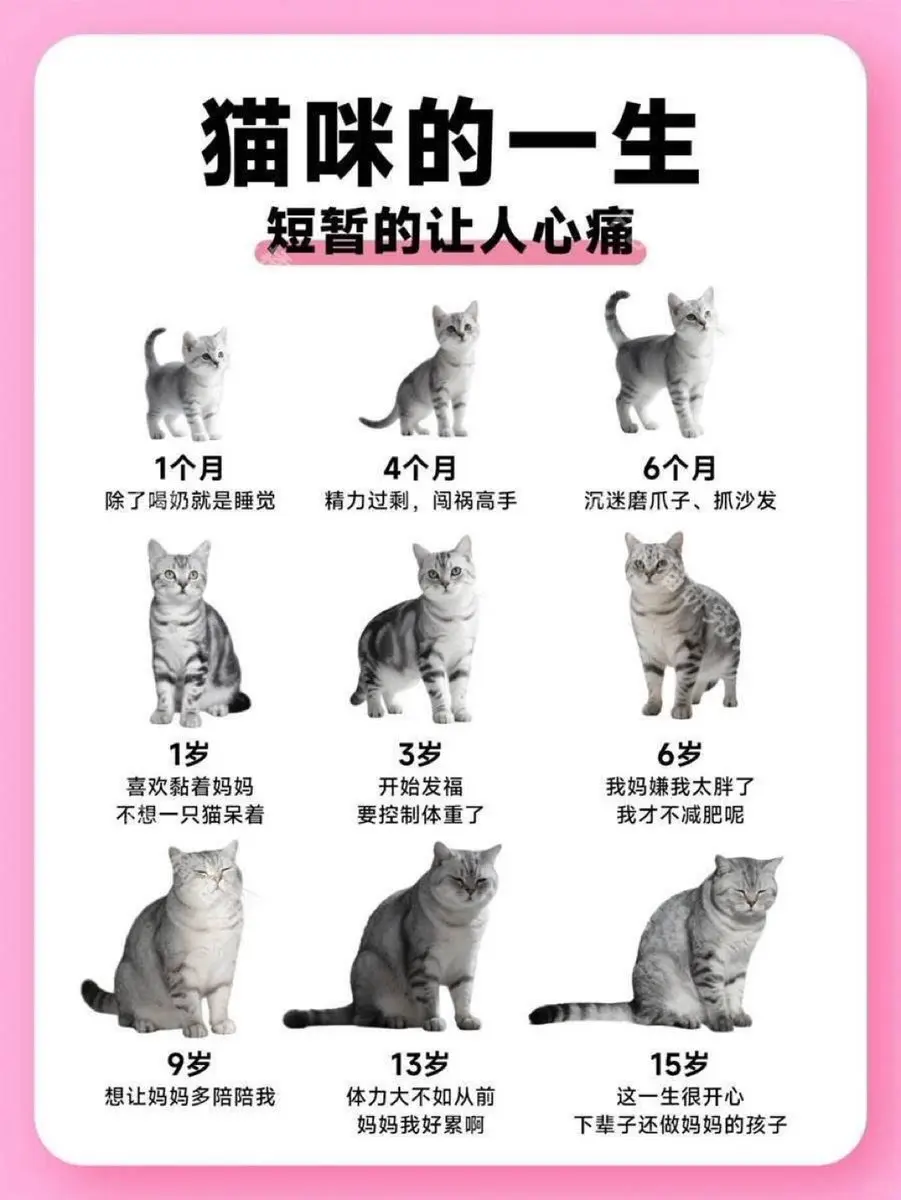 猫咪的一生
短暂的让人心痛
1个月
除了喝奶就是睡觉
4个月
精力过剩，闯祸高手
6个月
沉迷磨爪子、抓沙发
1岁
喜欢黏着妈妈
不想一只猫呆着
3岁
开始发福
要控制体重了
6岁
我妈嫌我太胖了
我才不减肥呢
9岁
想让妈妈多陪陪我
13岁
体力大不如从前
妈妈我好累啊
15岁
这一生很开心
下辈子还做妈妈的孩子